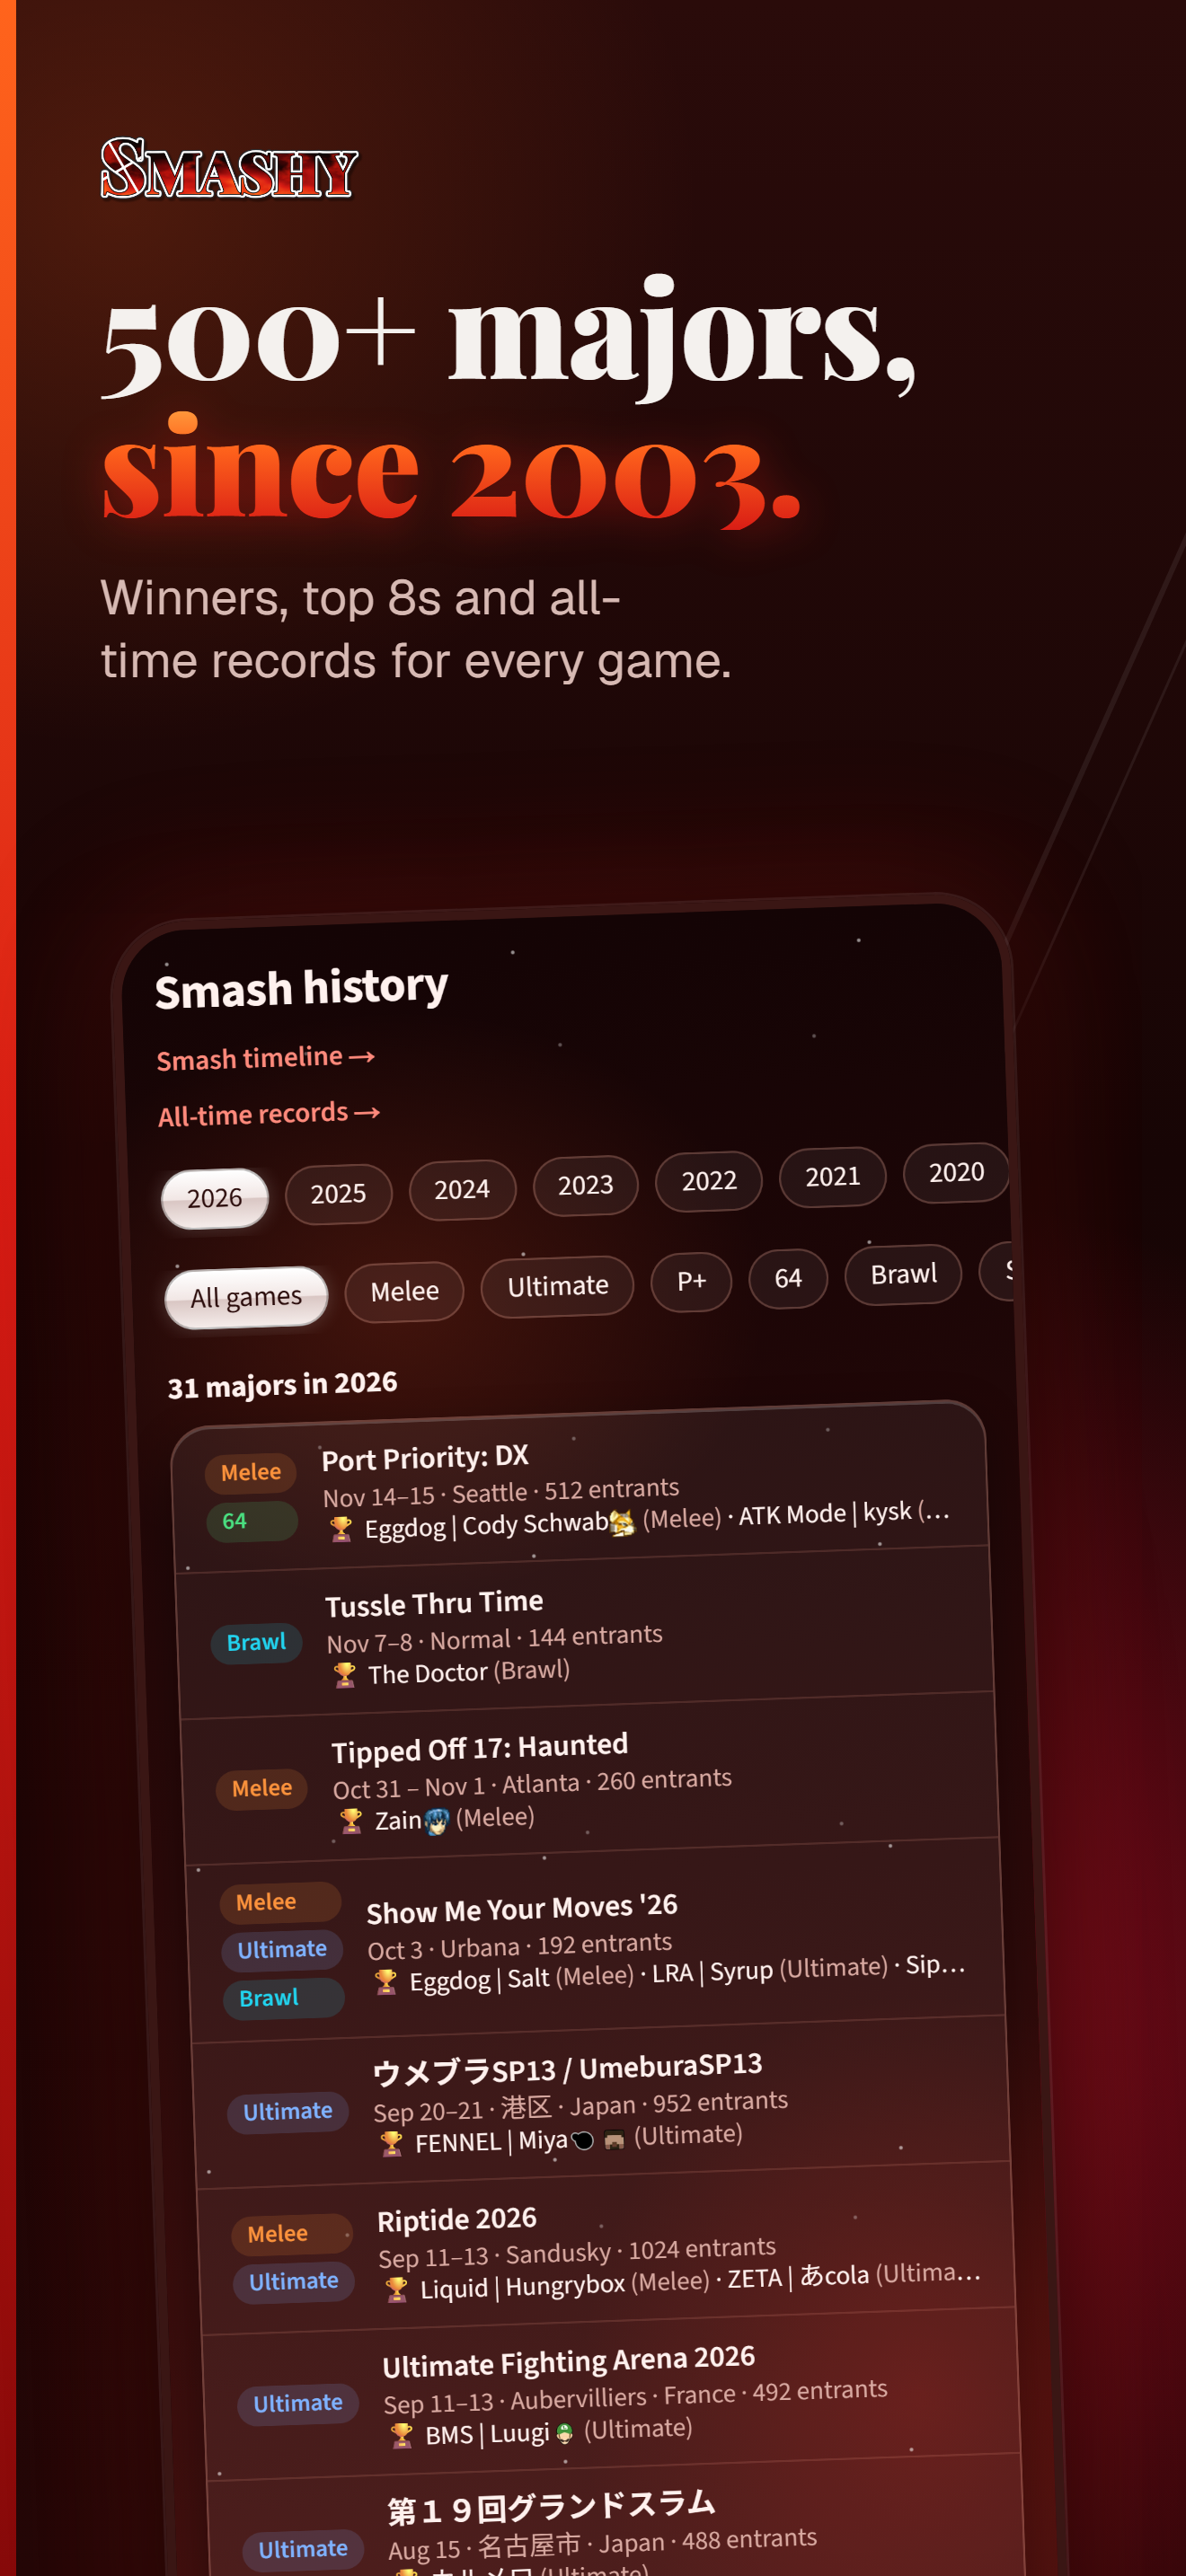 SMASHY
500+ majors,
since 2003.
Winners, top 8s and all-
time records for every game.
Smash history
Smash timeline →
All-time records →
2026 2025 2024 2023 2022 2021 2020
All games Melee Ultimate P+ 64 Brawl
31 majors in 2026
Melee
64
Port Priority: DX
Nov 14–15 · Seattle · 512 entrants
🏆 Eggdog | Cody Schwab (Melee) · ATK Mode | kysk (…
Brawl
Tussle Thru Time
Nov 7–8 · Normal · 144 entrants
🏆 The Doctor (Brawl)
Melee
Tipped Off 17: Haunted
Oct 31 – Nov 1 · Atlanta · 260 entrants
🏆 Zain (Melee)
Melee
Ultimate
Brawl
Show Me Your Moves '26
Oct 3 · Urbana · 192 entrants
🏆 Eggdog | Salt (Melee) · LRA | Syrup (Ultimate) · Sip…
Ultimate
ウメブラSP13 / UmeburaSP13
Sep 20–21 · 港区 · Japan · 952 entrants
🏆 FENNEL | Miya (Ultimate)
Melee
Ultimate
Riptide 2026
Sep 11–13 · Sandusky · 1024 entrants
🏆 Liquid | Hungrybox (Melee) · ZETA | あcola (Ultima…
Ultimate
Ultimate Fighting Arena 2026
Sep 11–13 · Aubervilliers · France · 492 entrants
🏆 BMS | Luugi (Ultimate)
Ultimate
第１９回グランドスラム
Aug 15 · 名古屋市 · Japan · 488 entrants
(Ultimate)